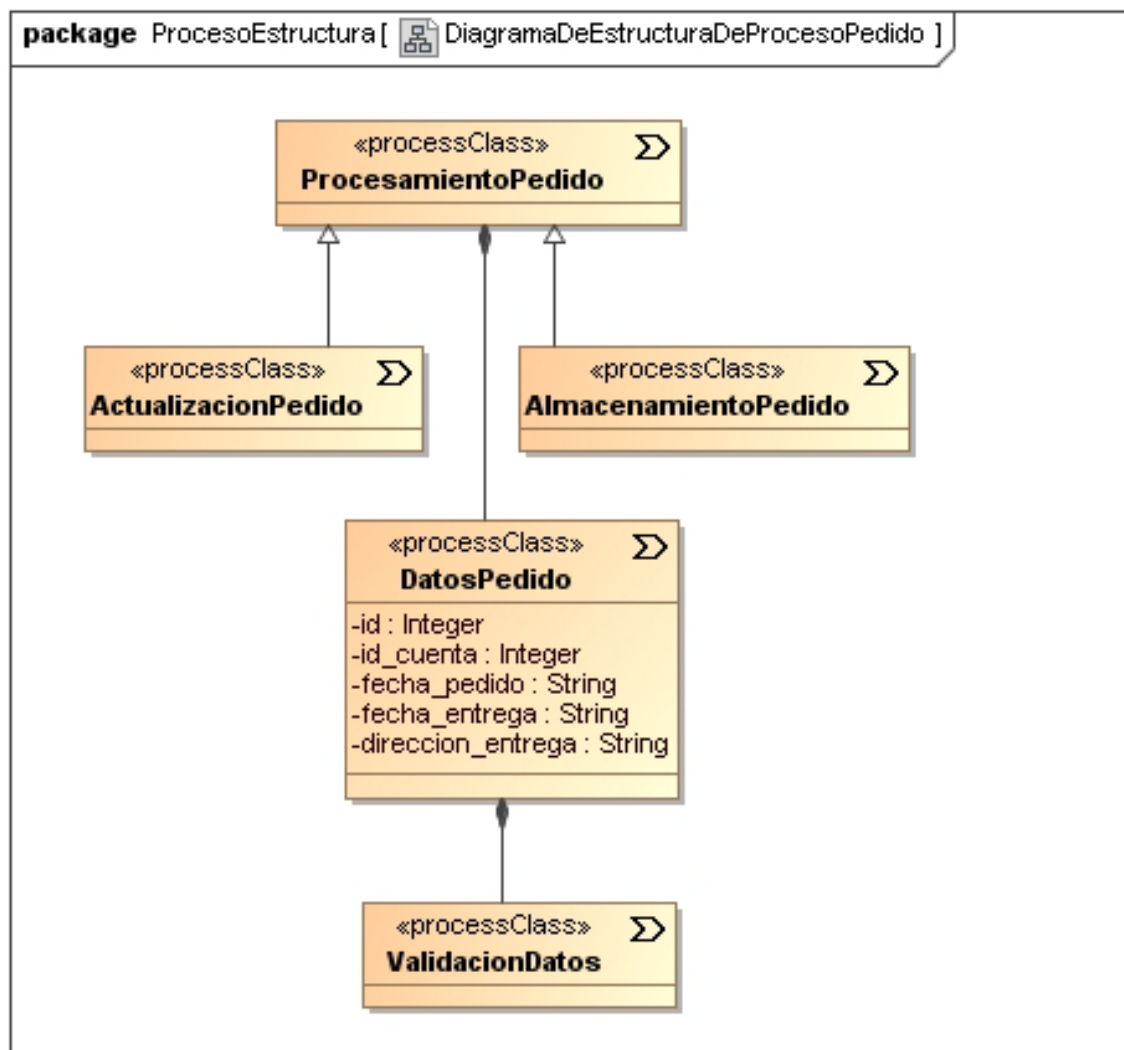 package ProcesoEstructura [ DiagramaDeEstructuraDeProcesoPedido ]
«processClass»
ProcesamientoPedido
«processClass»
ActualizacionPedido
«processClass»
AlmacenamientoPedido
«processClass»
DatosPedido
-id : Integer
-id_cuenta : Integer
-fecha_pedido : String
-fecha_entrega : String
-direccion_entrega : String
«processClass»
ValidacionDatos